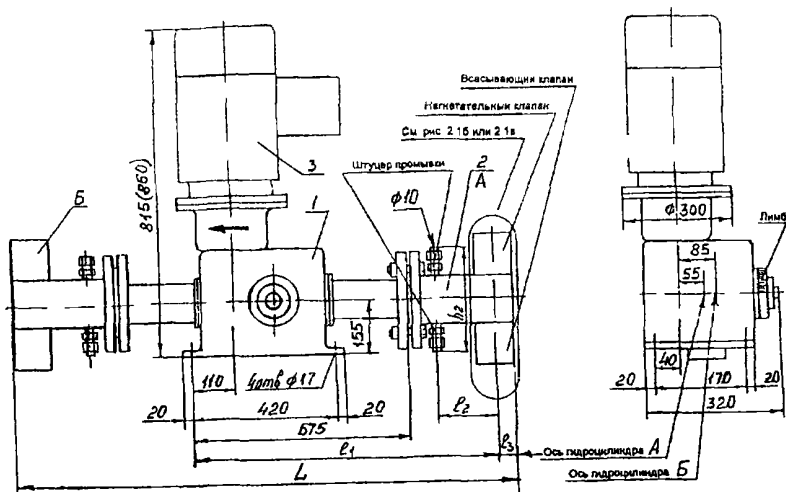 Всасывающий клапан
Нагнетательный клапан
См рис 2 1б или 2 1в
Штуцер промывки
2
А
3
Б
1
ϕ10
815(860)
h2
155
110
4отв ϕ17
20
420
20
575
l2
l1
l3
L
ϕ300
Лимб
85
55
40
20
170
20
320
Ось гидроцилиндра А
Ось гидроцилиндра Б